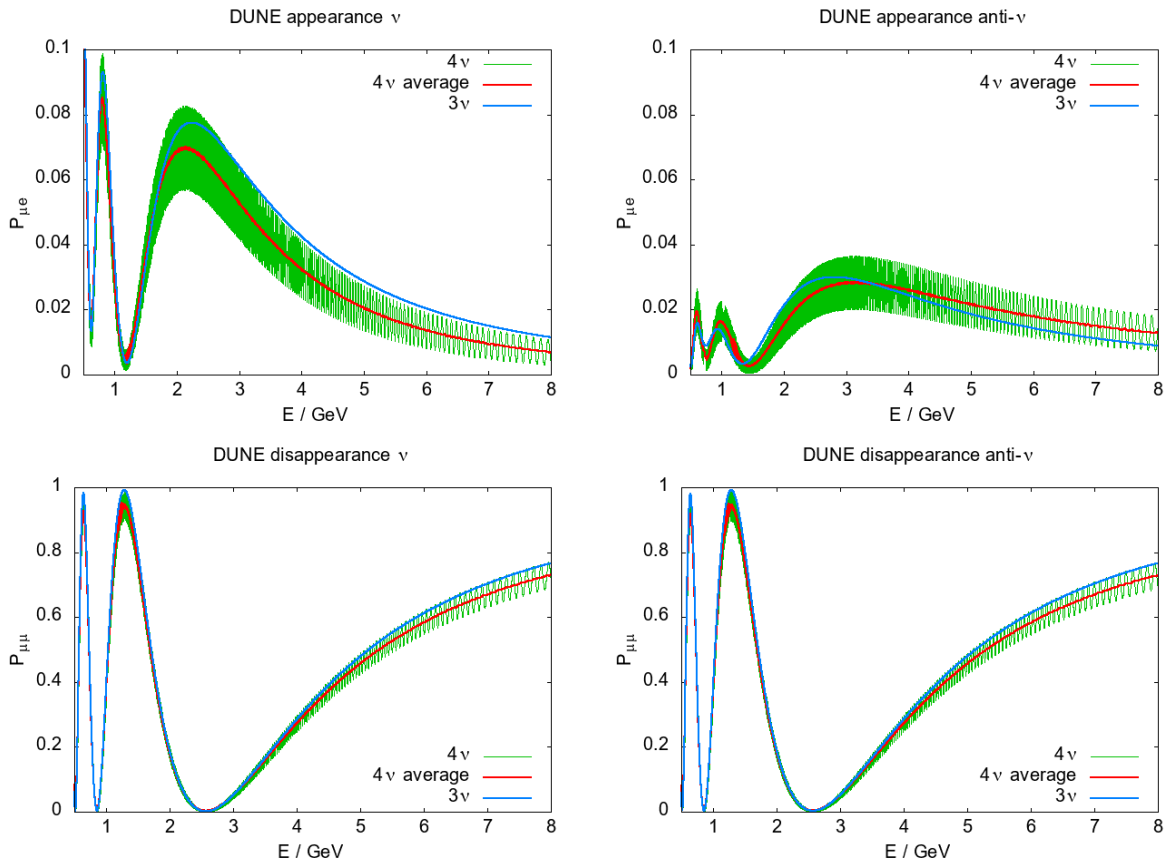 DUNE appearance ν
DUNE appearance anti-ν
0.1
0.08
0.06
0.04
0.02
0
P μe
1 2 3 4 5 6 7 8
E / GeV
4ν
4ν average
3ν
0.1
0.08
0.06
0.04
0.02
0
P μe
1 2 3 4 5 6 7 8
E / GeV
4ν
4ν average
3ν
DUNE disappearance ν
DUNE disappearance anti-ν
1
0.8
0.6
0.4
0.2
0
P μμ
1 2 3 4 5 6 7 8
E / GeV
4ν
4ν average
3ν
1
0.8
0.6
0.4
0.2
0
P μμ
1 2 3 4 5 6 7 8
E / GeV
4ν
4ν average
3ν